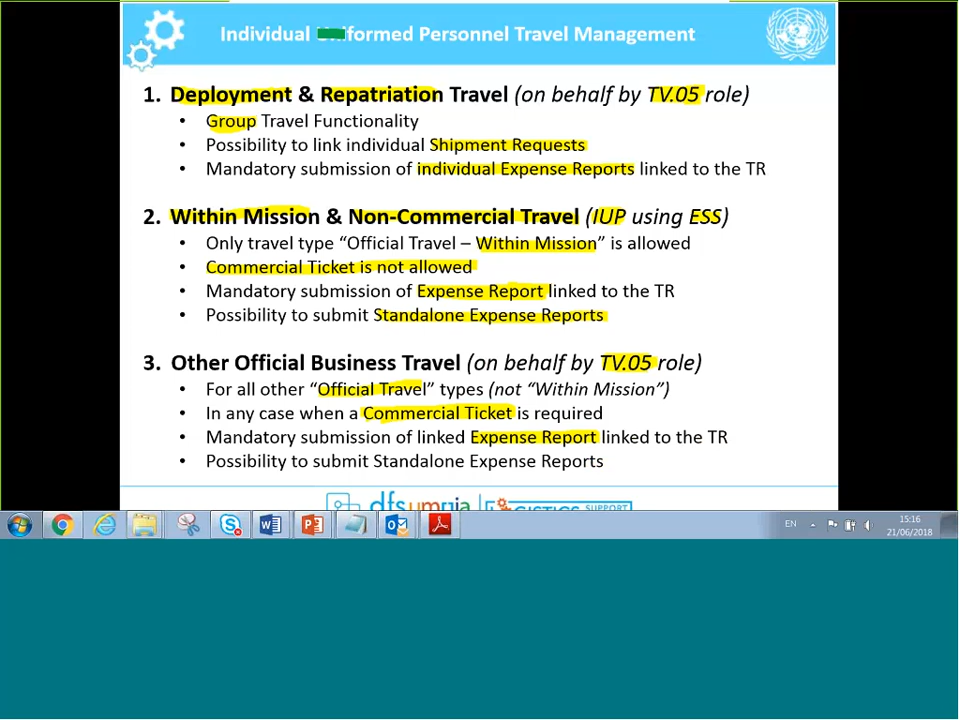 Individual formed Personnel Travel Management
1. Deployment & Repatriation Travel (on behalf by TV.05 role)
• Group Travel Functionality
• Possibility to link individual Shipment Requests
• Mandatory submission of individual Expense Reports linked to the TR
2. Within Mission & Non-Commercial Travel (IUP using ESS)
• Only travel type “Official Travel – Within Mission” is allowed
• Commercial Ticket is not allowed
• Mandatory submission of Expense Report linked to the TR
• Possibility to submit Standalone Expense Reports
3. Other Official Business Travel (on behalf by TV.05 role)
• For all other “Official Travel” types (not “Within Mission”)
• In any case when a Commercial Ticket is required
• Mandatory submission of linked Expense Report linked to the TR
• Possibility to submit Standalone Expense Reports
SUPPORT
EN
15:16
21/06/2018